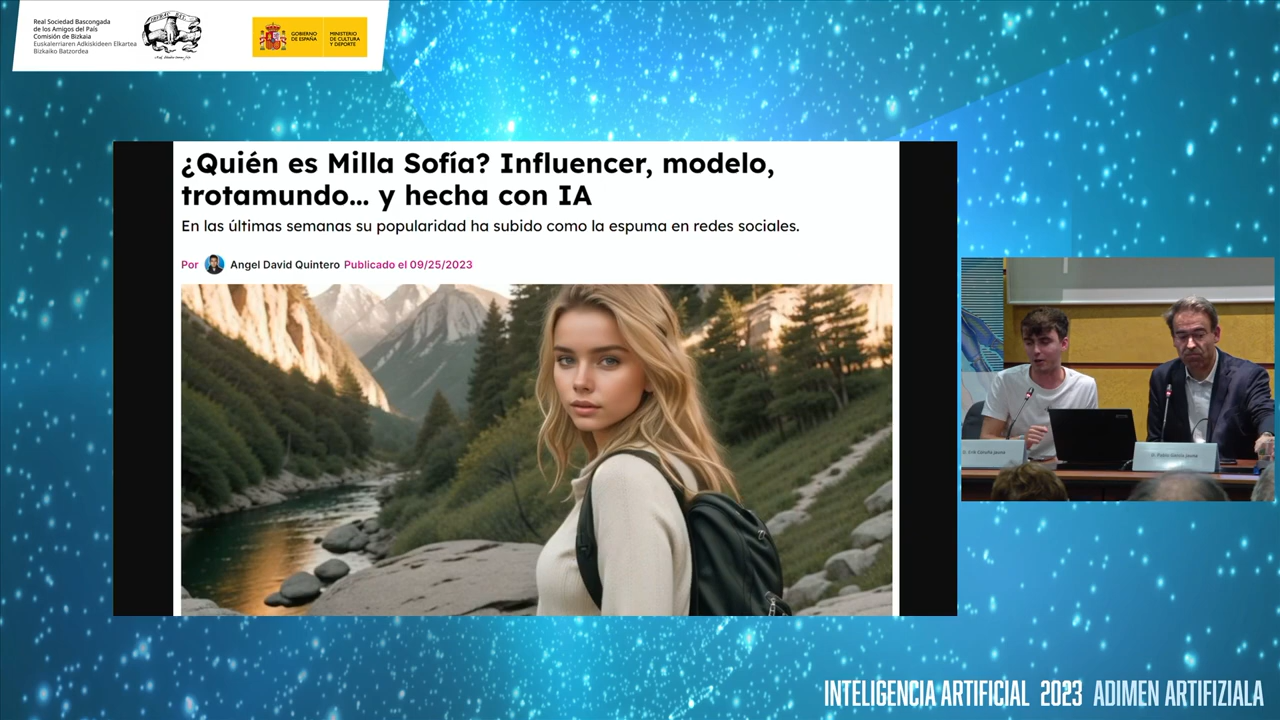 Real Sociedad Bascongada
de los Amigos del País
Comisión de Bizkaia
Euskalerriaren Adkiskideen Elkartea
Bizkaiko Batzordea
GOBIERNO
DE ESPAÑA
MINISTERIO
DE CULTURA
Y DEPORTE
¿Quién es Milla Sofía? Influencer, modelo,
trotamundo... y hecha con IA
En las últimas semanas su popularidad ha subido como la espuma en redes sociales.
Por Angel David Quintero Publicado el 09/25/2023
INTELIGENCIA ARTIFICIAL 2023 ADIMEN ARTIFIZIALA